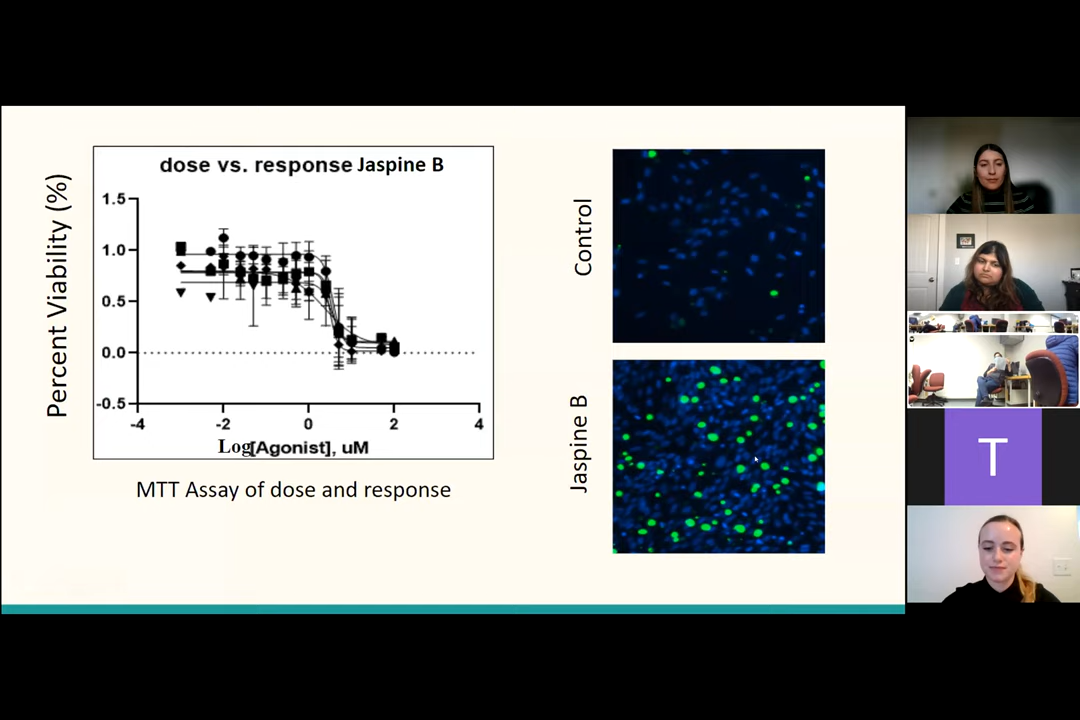 dose vs. response Jaspine B
Percent Viability (%)
1.5
1.0
0.5
0.0
-0.5
-4
-2
0
2
4
Log[Agonist], uM
MTT Assay of dose and response
Control
Jaspine B
T